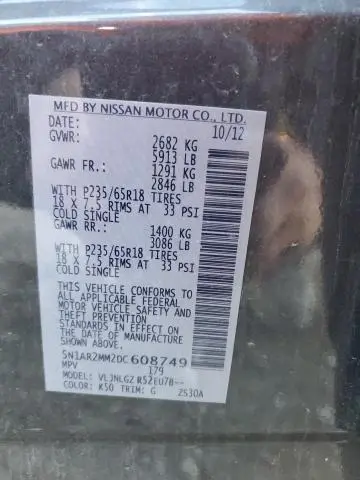 MFD BY NISSAN MOTOR CO., LTD.
DATE: 10/12
GVWR: 2682 KG
5913 LB
GAWR FR.: 1291 KG
2846 LB
WITH P235/65R18 TIRES
18 X 7.5 RIMS AT 33 PSI
COLD SINGLE
GAWR RR.: 1400 KG
3086 LB
WITH P235/65R18 TIRES
18 X 7.5 RIMS AT 33 PSI
COLD SINGLE
THIS VEHICLE CONFORMS TO
ALL APPLICABLE FEDERAL
MOTOR VEHICLE SAFETY AND
THEFT PREVENTION
STANDARDS IN EFFECT ON
THE DATE OF MANUFACTURE
SHOWN ABOVE.
5N1AR2MM2DC608749
MPV 179
MODEL: VLJNLGZ R52EU7B--
COLOR: K50 TRIM: G ZS30A